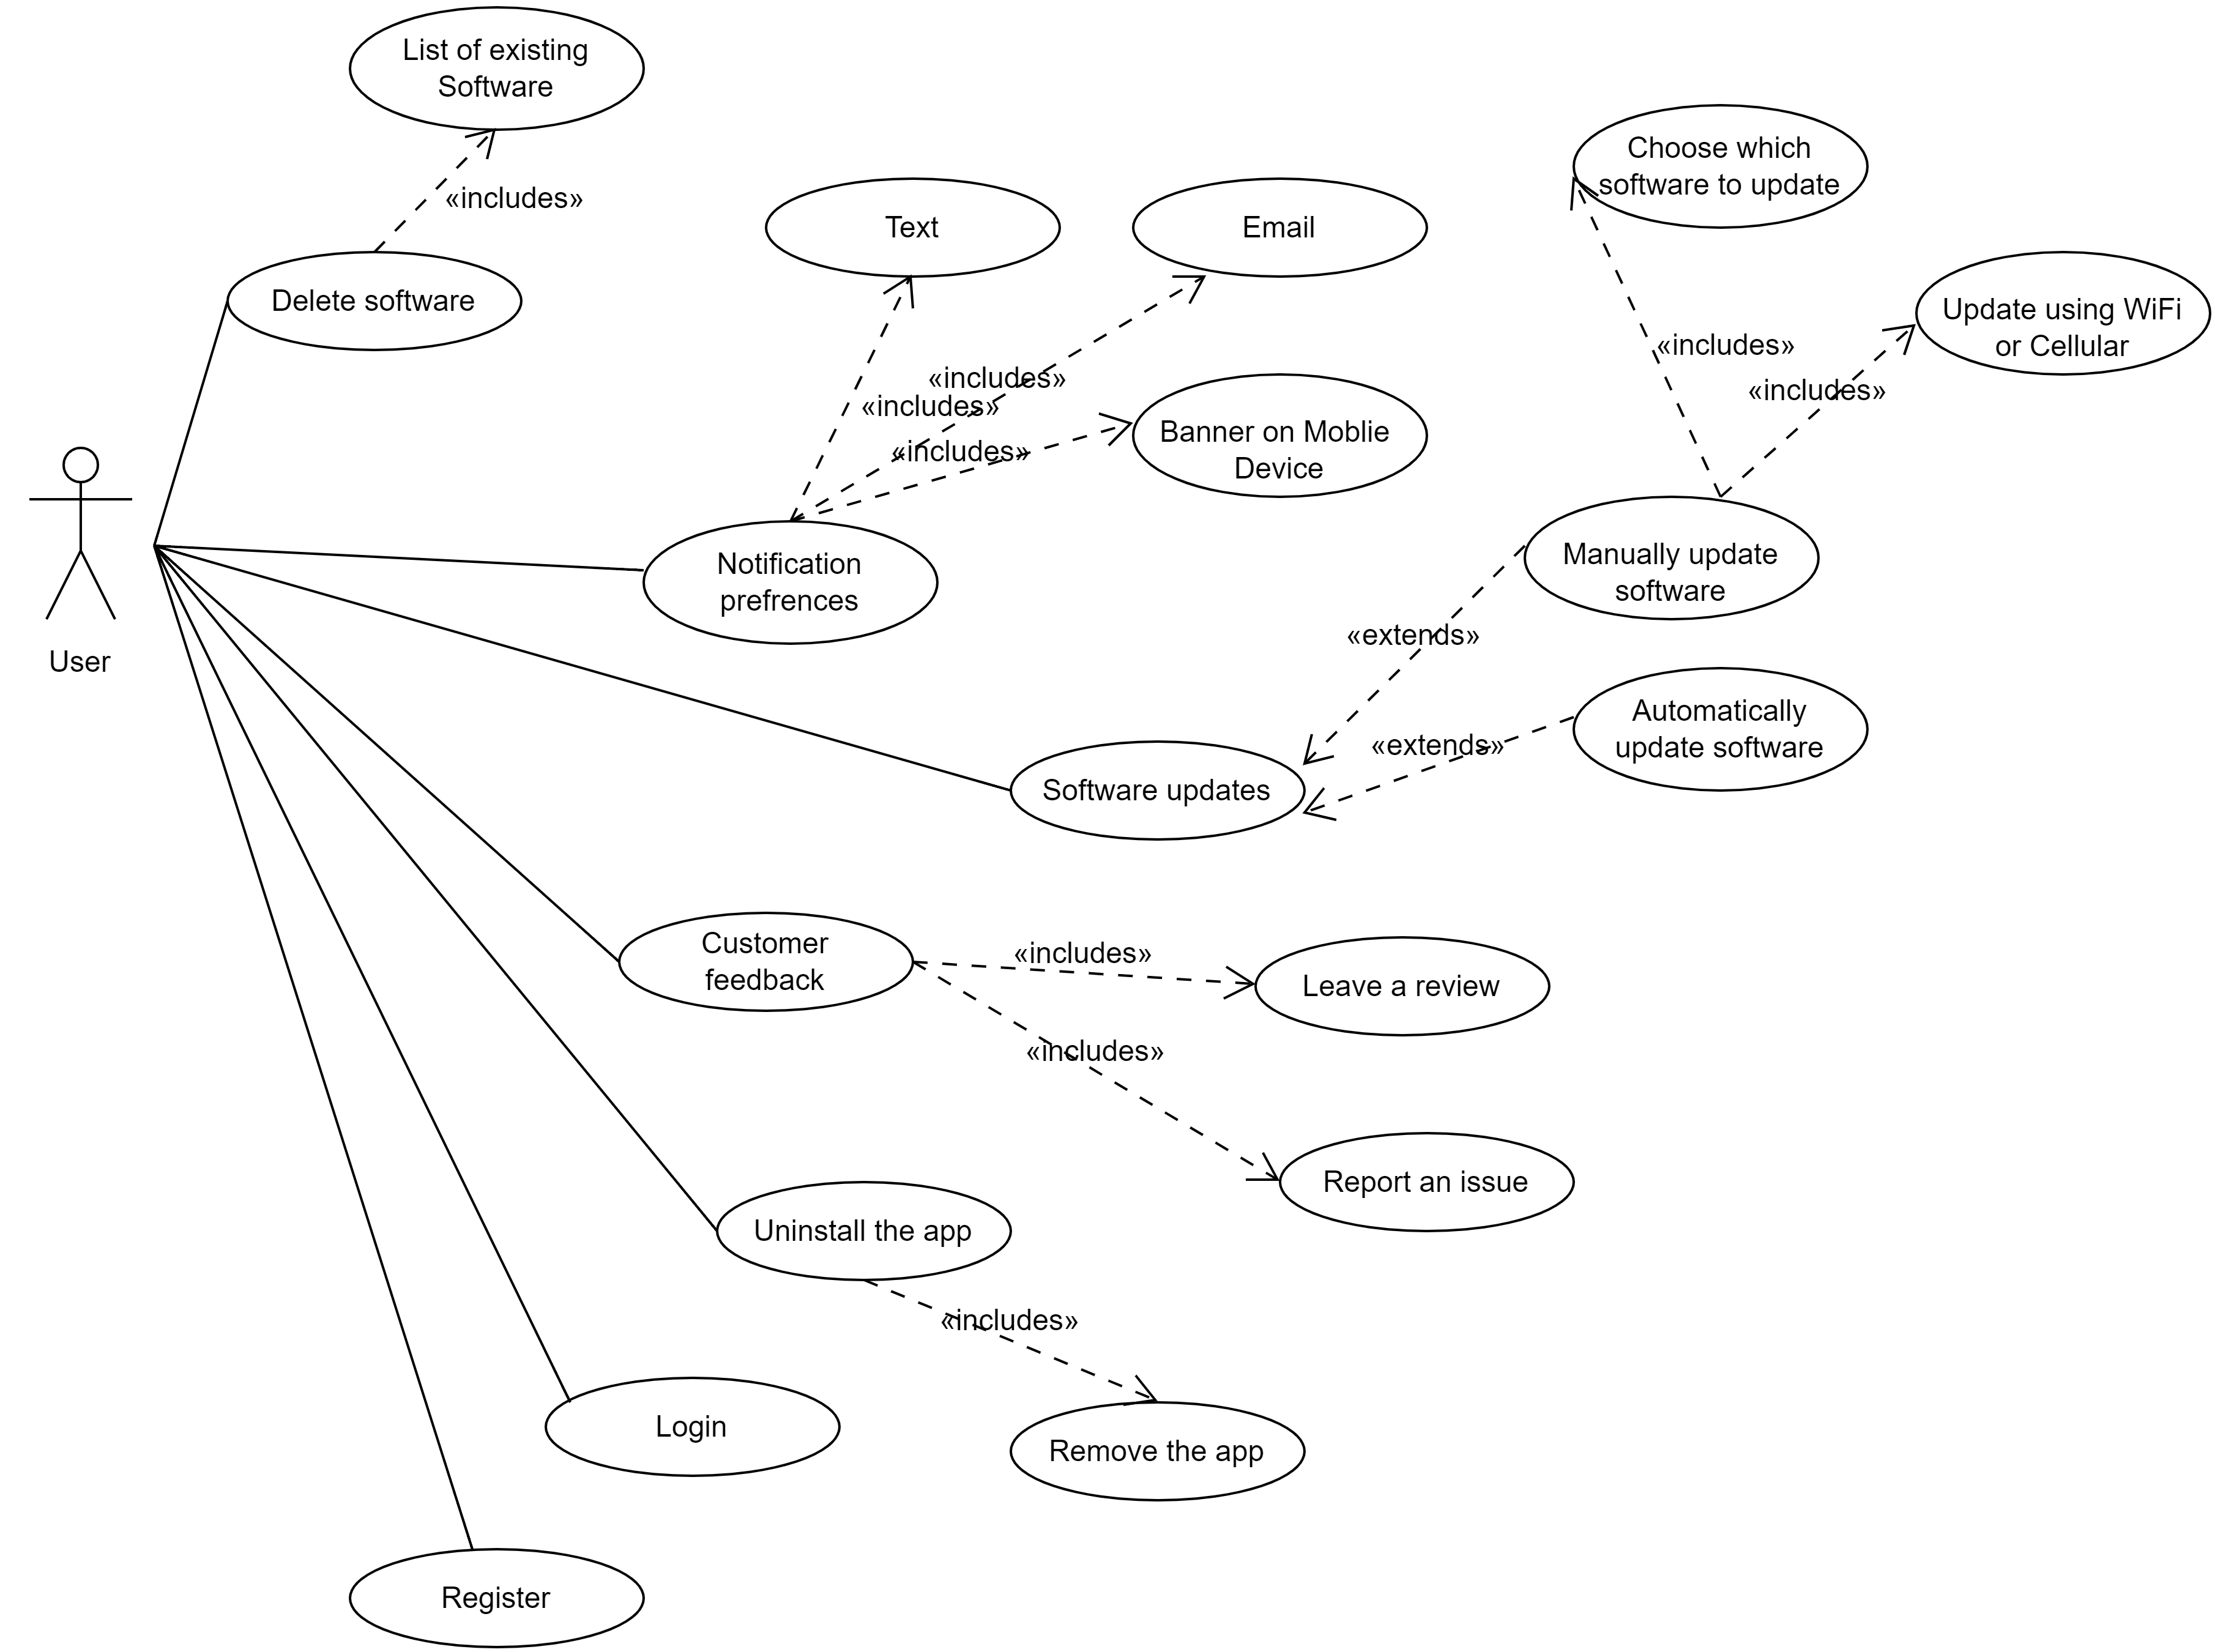 List of existing
Software
«includes»
Delete software
Text
Email
Choose which
software to update
Update using WiFi
or Cellular
«includes»
«includes»
«includes»
«includes»
«includes»
Banner on Moblie
Device
User
Notification
prefrences
Manually update
software
«extends»
Automatically
update software
«extends»
Software updates
Customer
feedback
«includes»
Leave a review
«includes»
Report an issue
Uninstall the app
«includes»
Login
Remove the app
Register